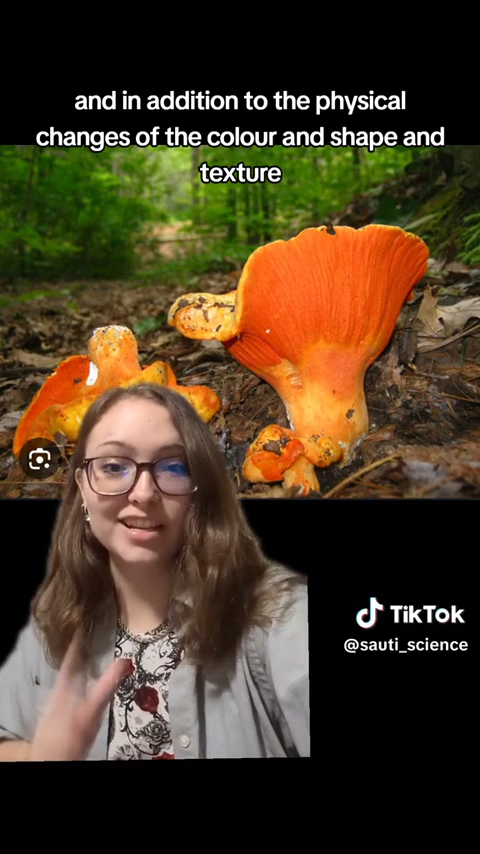 and in addition to the physical
changes of the colour and shape and
texture
TikTok
@sauti_science